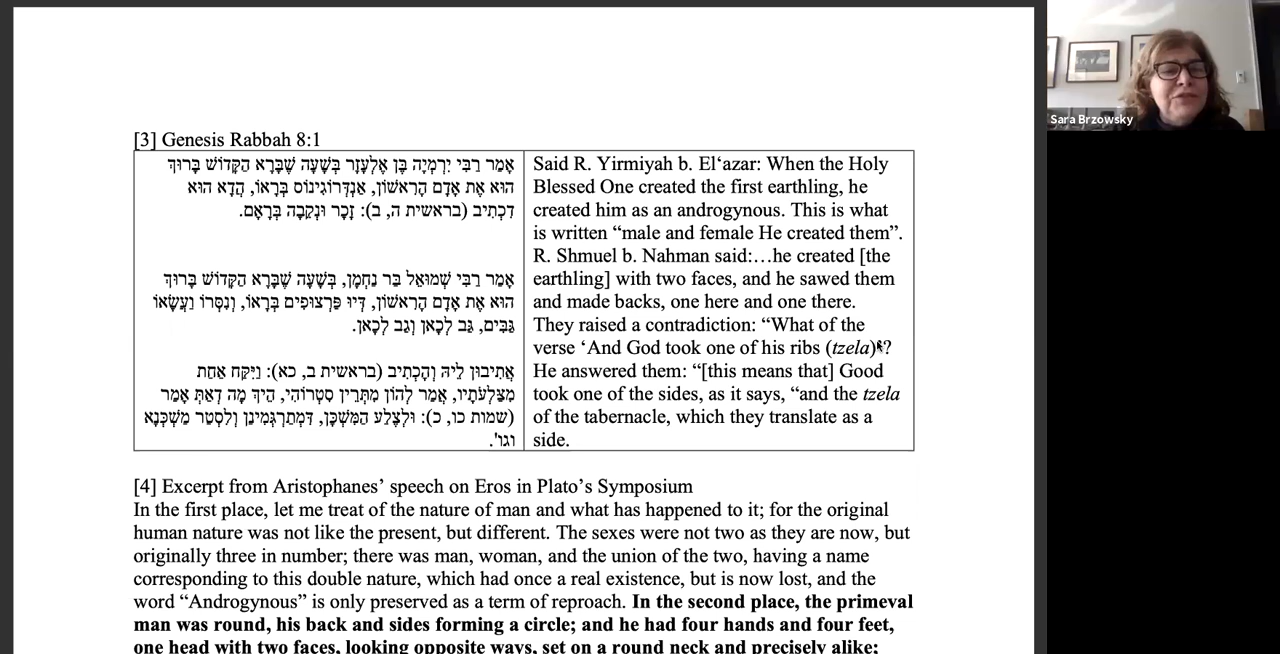 [3] Genesis Rabbah 8:1
אָמַר רַבִּי יִרְמְיָה בֶּן אֶלְעָזָר בְּשָׁעָה שֶׁבָּרָא הַקָּדוֹשׁ בָּרוּךְ
הוּא אֶת אָדָם הָרִאשׁוֹן, אַנְדְּרוֹגִינוֹס בְּרָאוֹ, הֲדָא הוּא
דִכְתִיב (בראשית ה, ב): זָכָר וּנְקֵבָה בְּרָאָם.
אָמַר רַבִּי שְׁמוּאֵל בַּר נַחְמָן, בְּשָׁעָה שֶׁבָּרָא הַקָּדוֹשׁ בָּרוּךְ
הוּא אֶת אָדָם הָרִאשׁוֹן, דְּיוּ פַּרְצוּפִים בְּרָאוֹ, וְנִסְּרוֹ וַעֲשָׂאוֹ
גַּבִּים, גַּב לְכָאן וְגַב לְכָאן.
אֲתִיבוּן לֵיהּ וְהָכְתִיב (בראשית ב, כא): וַיִּקַּח אַחַת
מִצַּלְעֹתָיו, אֲמַר לְהוֹן מִתְּרֵין סִטְרוֹהִי, הֵיךְ מָה דְאַתְּ אָמַר
(שמות כו, כ): וּלְצֶלַע הַמִּשְׁכָּן, דִּמְתַרְגְּמִינַן וְלִסְטַר מַשְׁכְּנָא
וגו'.
Said R. Yirmiyah b. El‘azar: When the Holy
Blessed One created the first earthling, he
created him as an androgynous. This is what
is written “male and female He created them”.
R. Shmuel b. Nahman said:…he created [the
earthling] with two faces, and he sawed them
and made backs, one here and one there.
They raised a contradiction: “What of the
verse ‘And God took one of his ribs (tzela)’?
He answered them: “[this means that] Good
took one of the sides, as it says, “and the tzela
of the tabernacle, which they translate as a
side.
[4] Excerpt from Aristophanes’ speech on Eros in Plato’s Symposium
In the first place, let me treat of the nature of man and what has happened to it; for the original
human nature was not like the present, but different. The sexes were not two as they are now, but
originally three in number; there was man, woman, and the union of the two, having a name
corresponding to this double nature, which had once a real existence, but is now lost, and the
word “Androgynous” is only preserved as a term of reproach. In the second place, the primeval
man was round, his back and sides forming a circle; and he had four hands and four feet,
one head with two faces, looking opposite ways, set on a round neck and precisely alike;
Sara Brzowsky